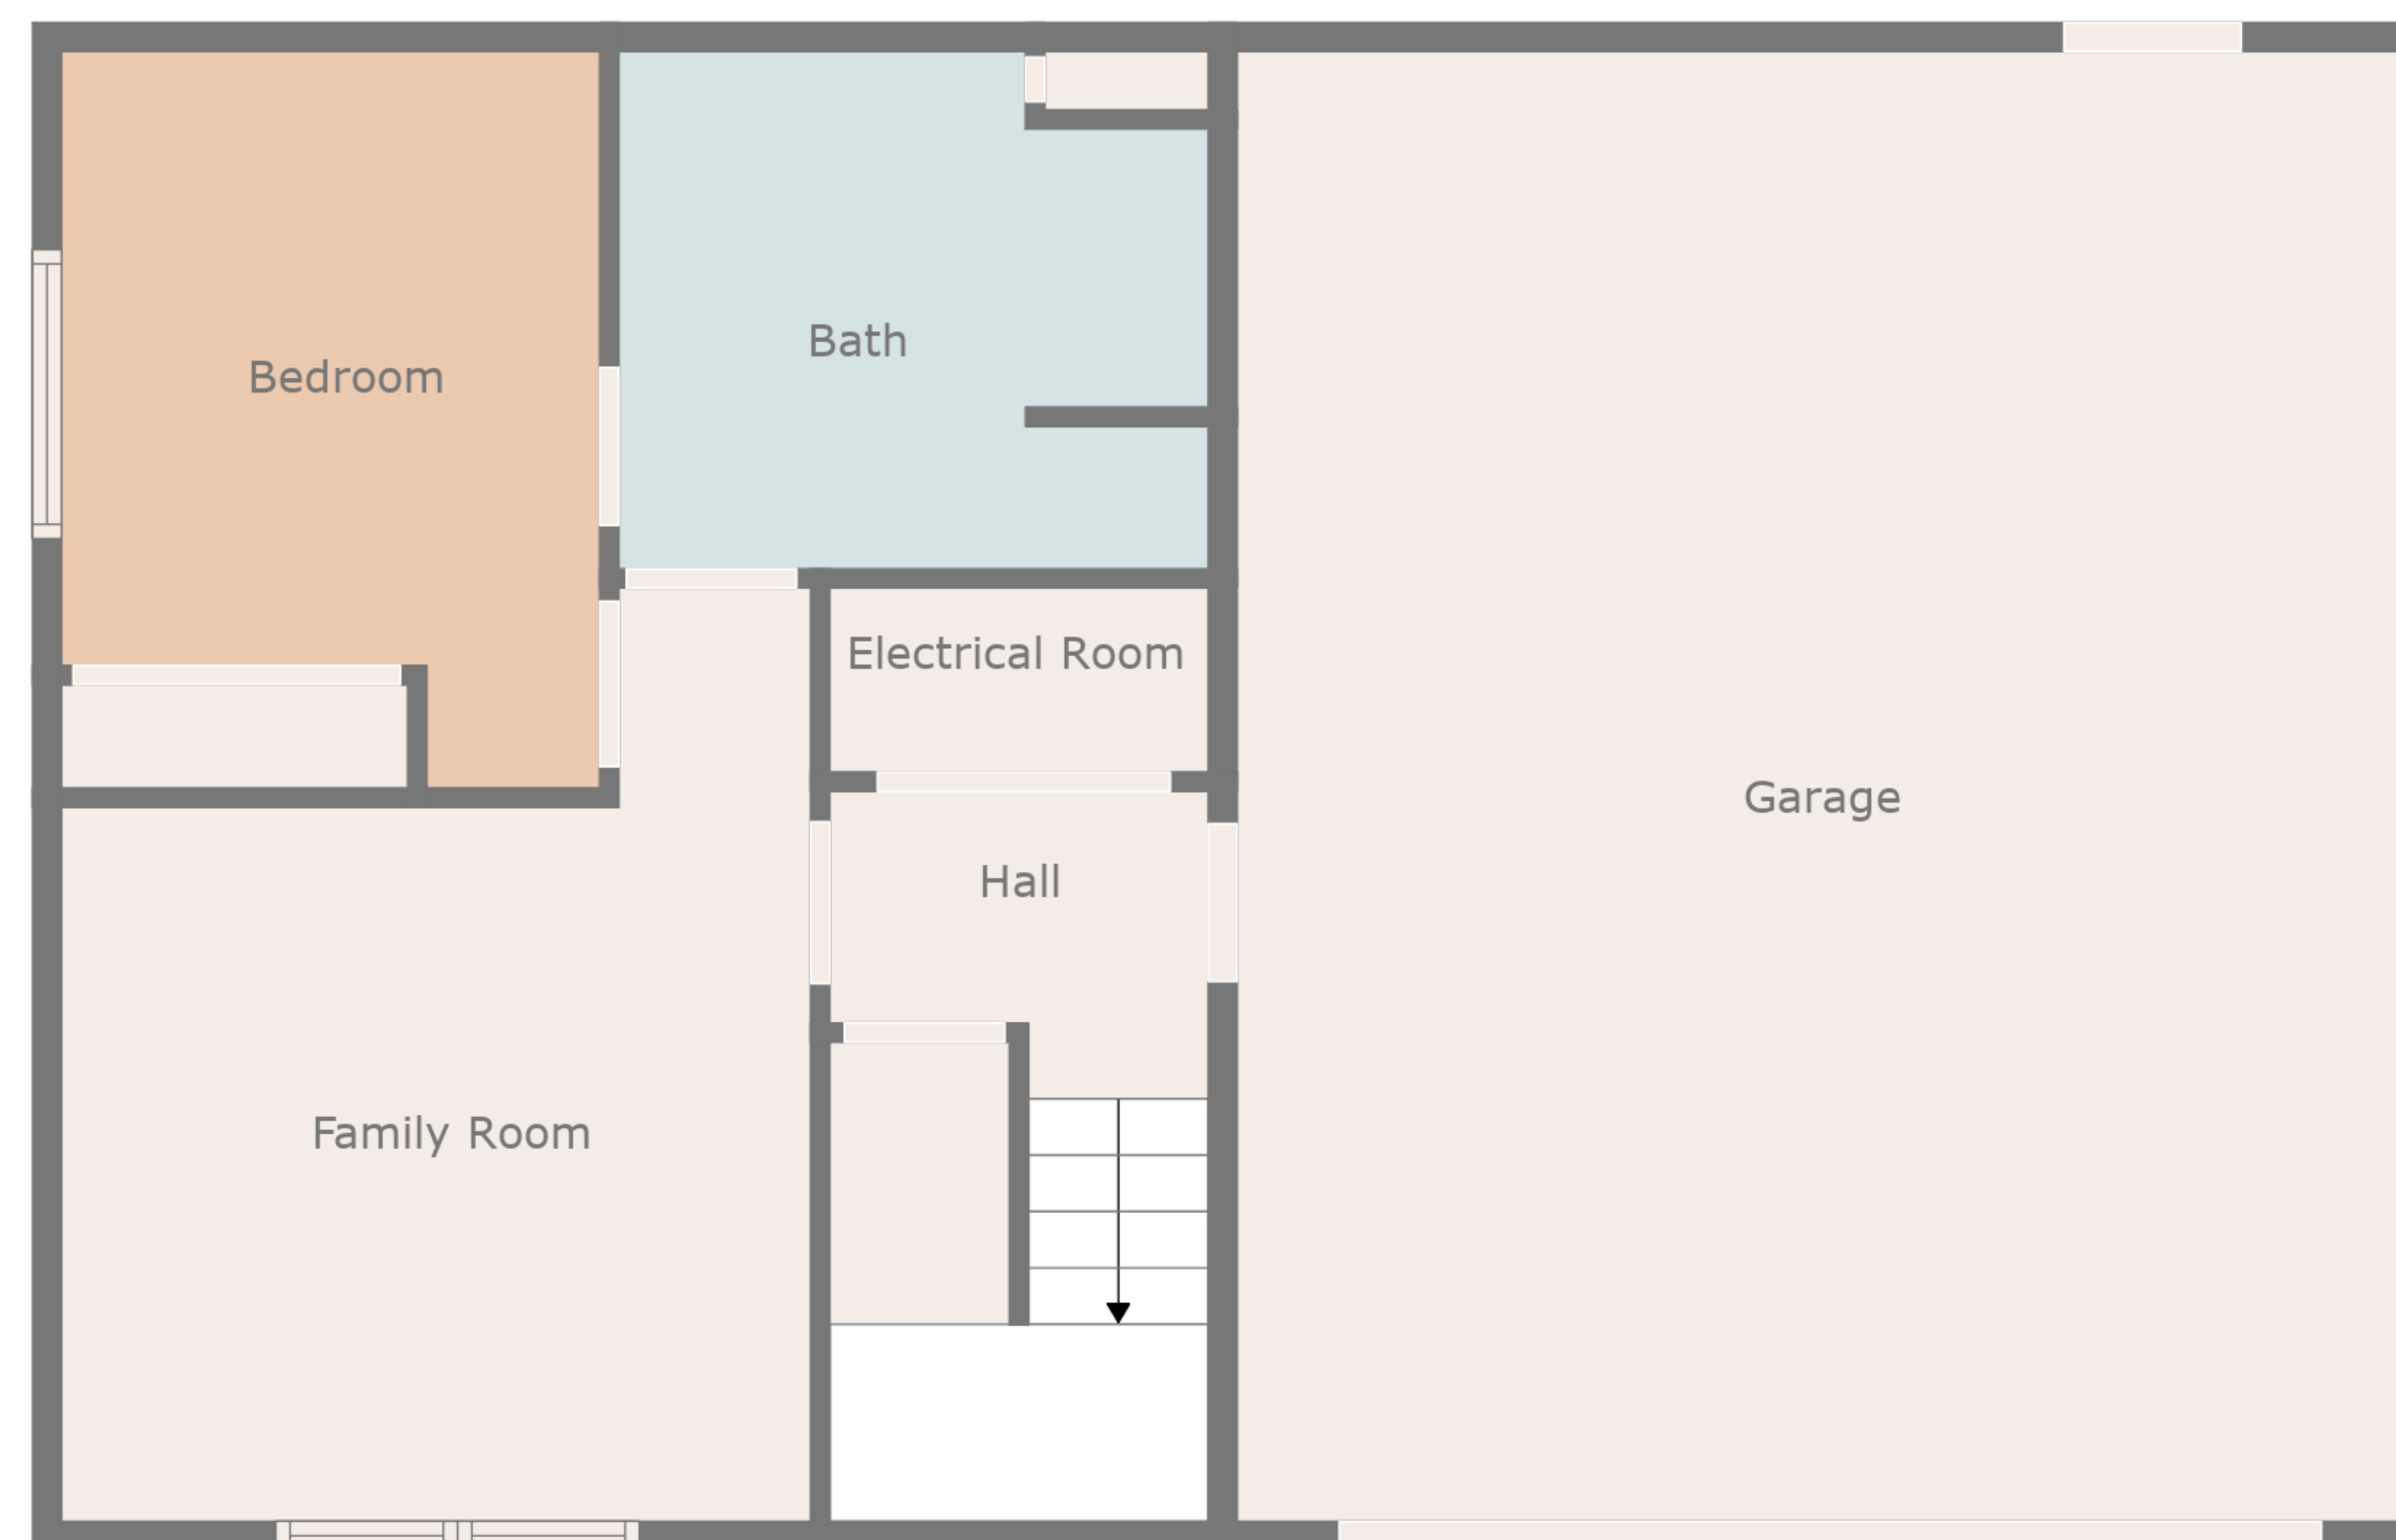 Bath
Bedroom
Electrical Room
Garage
Hall
Family Room